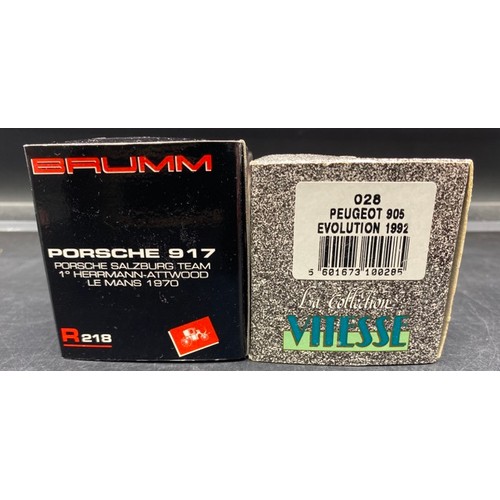 BRUMM
PORSCHE 917
PORSCHE SALZBURG TEAM
1° HERRMANN-ATTWOOD
LE MANS 1970
R218
028
PEUGEOT 905
EVOLUTION 1992
5 601673 100285
La Collection
VITESSE